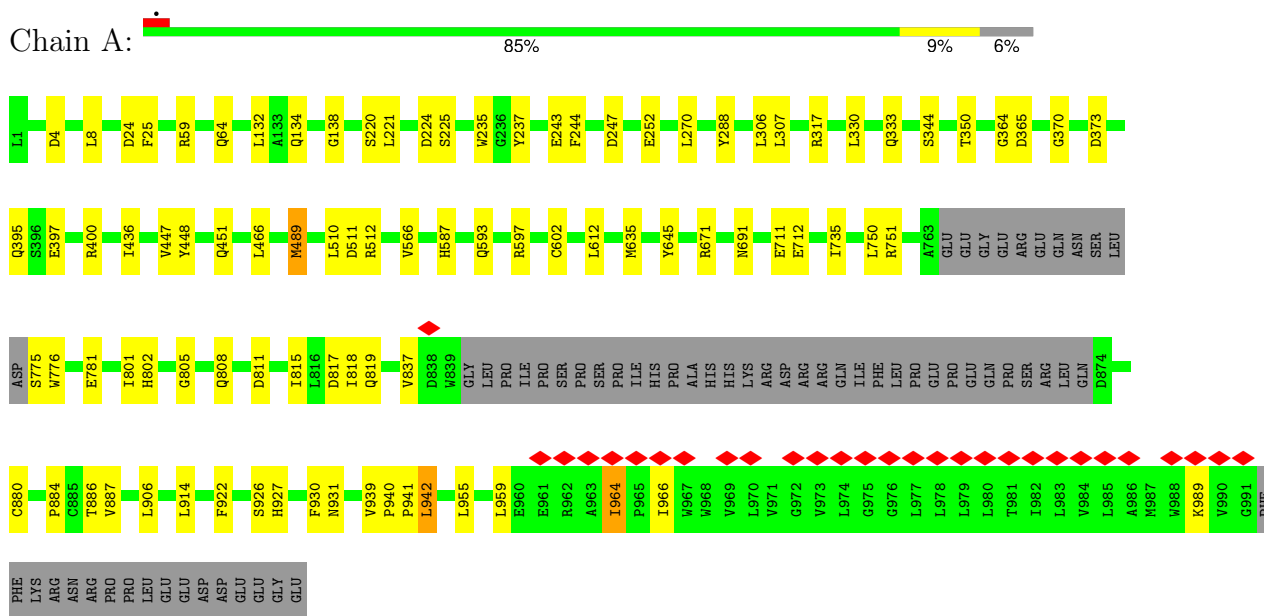 Chain A:
85% 9% 6%
L1 D4 L8 D24 F25 R59 Q64 L132 A133 Q134 G138 S220 L221 D224 S225 W235 G236 Y237 E243 F244 D247 E252 L270 Y288 L306 L307 R317 L330 Q333 S344 T350 G364 D365 G370 D373
Q395 S396 E397 R400 I436 V447 Y448 Q451 L466 M489 L510 D511 R512 V566 H587 Q593 R597 C602 L612 M635 Y645 R671 N691 E711 E712 I735 L750 R751 A763 GLU GLU GLY GLU ARG GLU GLN ASN SER LEU
ASP S775 W776 E781 I801 H802 G805 Q808 D811 I815 L816 D817 I818 Q819 V837 D838 W839 GLY LEU PRO ILE PRO SER PRO SER PRO ILE HIS PRO ALA HIS HIS LYS ARG ASP ARG ARG GLN ILE PHE LEU PRO GLU PRO GLU GLN PRO SER ARG LEU GLN D874
C880 P884 C885 T886 V887 L906 L914 F922 S926 H927 F930 N931 V939 P940 P941 L942 L955 L959 E960 E961 R962 A963 I964 P965 I966 W967 W968 V969 L970 V971 G972 V973 L974 G975 G976 L977 L978 L979 L980 T981 I982 L983 V984 L985 A986 M987 W988 K989 V990 G991
PHE LYS ARG ASN ARG PRO PRO LEU GLU GLU ASP ASP GLU GLU GLY GLU